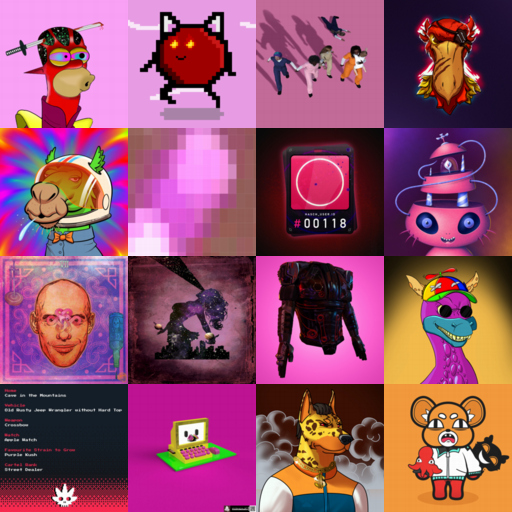 #00118
Home
Cave in the Mountains
Vehicle
Old Rusty Jeep Wrangler without Hard Top
Weapon
Crossbow
Watch
Apple Watch
Favourite Strain to Grow
Purple Kush
Cartel Rank
Street Dealer